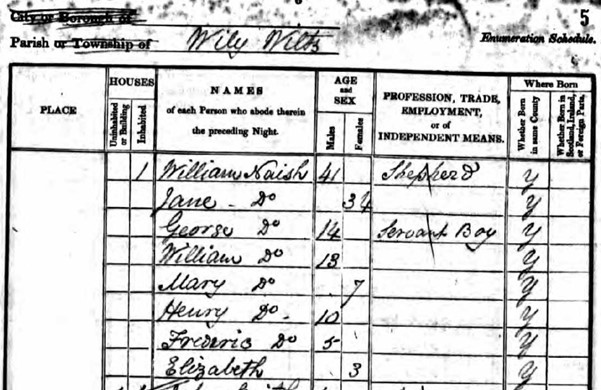 City or Borough of
5
Parish or Township of Wily Wilts
Enumeration Schedule.
PLACE
HOUSES
Uninhabited or Building
Inhabited
NAMES
of each Person who abode therein
the preceding Night.
AGE
and
SEX
Males
Females
PROFESSION, TRADE,
EMPLOYMENT,
or of
INDEPENDENT MEANS.
Where Born
Whether Born in same County
Whether Born in Scotland, Ireland, or Foreign Parts.
1 William Naish 41 Shepherd y
Jane - Do 34 y
George Do 14 Servant Boy y
William Do 13 y
Mary Do 7 y
Henry Do - 10 y
Frederic Do 5 y
Elizabeth 3 y